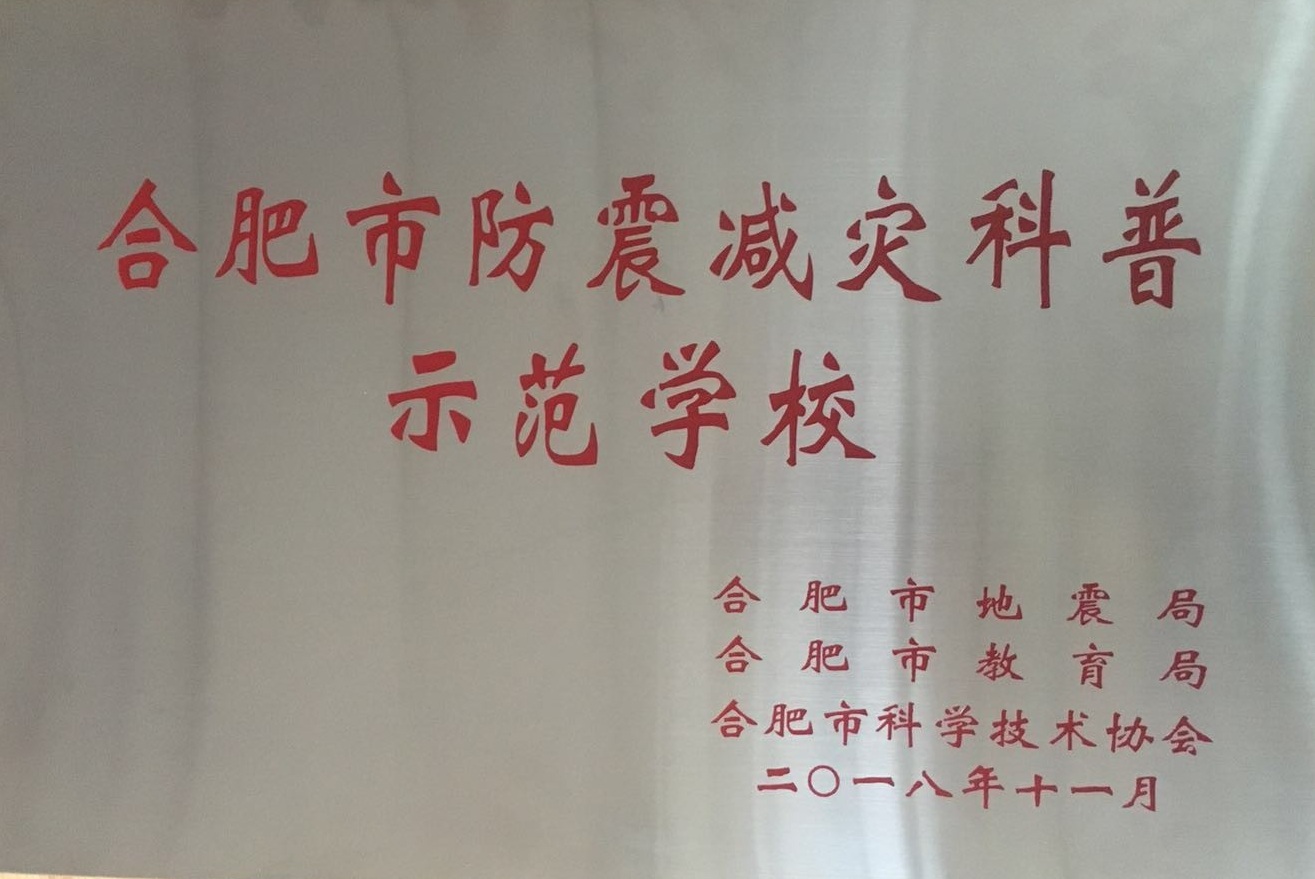 合肥市防震减灾科普
示范学校
合肥市地震局
合肥市教育局
合肥市科学技术协会
二〇一八年十一月